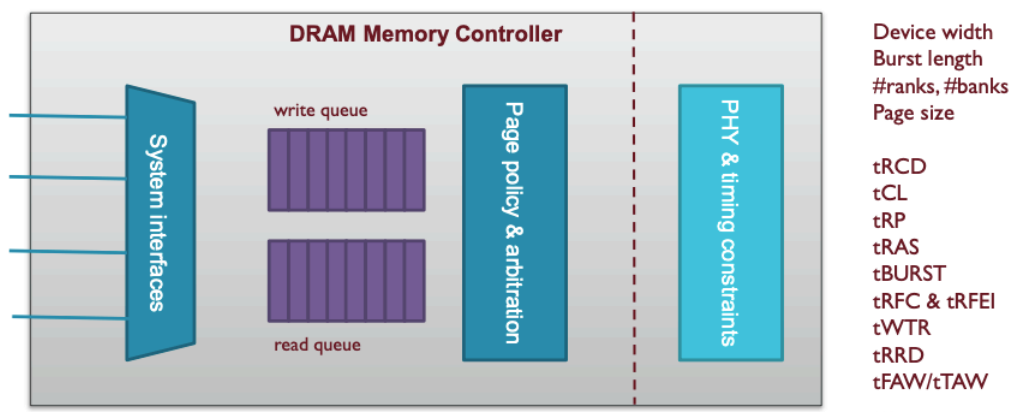 DRAM Memory Controller
System interfaces
write queue
read queue
Page policy & arbitration
PHY & timing constraints
Device width
Burst length
#ranks, #banks
Page size
tRCD
tCL
tRP
tRAS
tBURST
tRFC & tRFEI
tWTR
tRRD
tFAW/tTAW